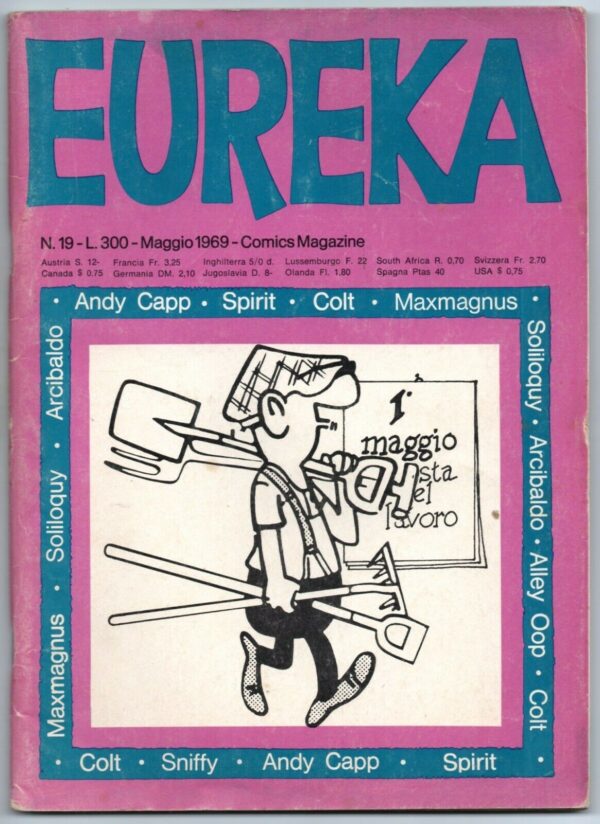 EUREKA
N. 19 - L. 300 - Maggio 1969 - Comics Magazine
Austria S. 12- Francia Fr. 3,25 Inghilterra 5/0 d. Lussemburgo F. 22 South Africa R. 0,70 Svizzera Fr. 2.70
Canada $ 0,75 Germania DM. 2,10 Jugoslavia D. 8- Olanda Fl. 1,80 Spagna Ptas 40 USA $ 0,75
· Andy Capp · Spirit · Colt · Maxmagnus ·
Soliloquy · Arcibaldo · Alley Oop · Colt
Maxmagnus · Soliloquy · Arcibaldo
1°
maggio
sta
el
lavoro
· Colt · Sniffy · Andy Capp · Spirit ·